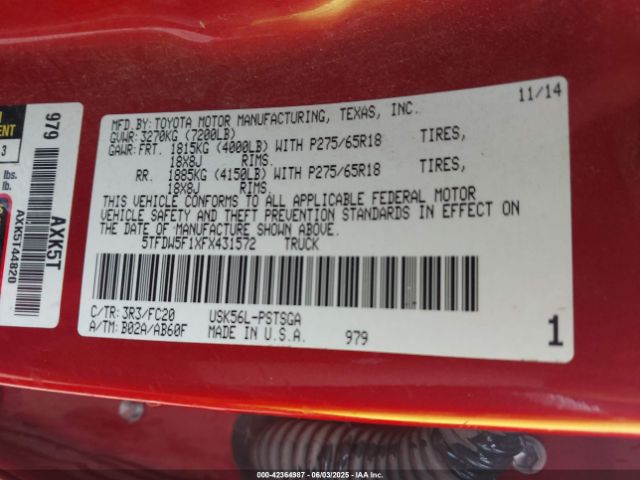 11/14
MFD.BY:TOYOTA MOTOR MANUFACTURING, TEXAS, INC.
GVWR: 3270KG (7200LB)
GAWR:FRT. 1815KG (4000LB) WITH P275/65R18 TIRES,
18X8J RIMS.
RR. 1885KG (4150LB) WITH P275/65R18 TIRES,
18X8J RIMS.
THIS VEHICLE CONFORMS TO ALL APPLICABLE FEDERAL MOTOR
VEHICLE SAFETY AND THEFT PREVENTION STANDARDS IN EFFECT ON
THE DATE OF MANUFACTURE SHOWN ABOVE.
5TFDW5F1XFX431572 TRUCK
C/TR: 3R3/FC20 USK56L-PSTSGA
A/TM: B02A/AB60F MADE IN U.S.A. 979
1
979
AXK5T
AXK5T44820
3
lbs.
lb.
000-42364987 - 06/03/2025 - IAA